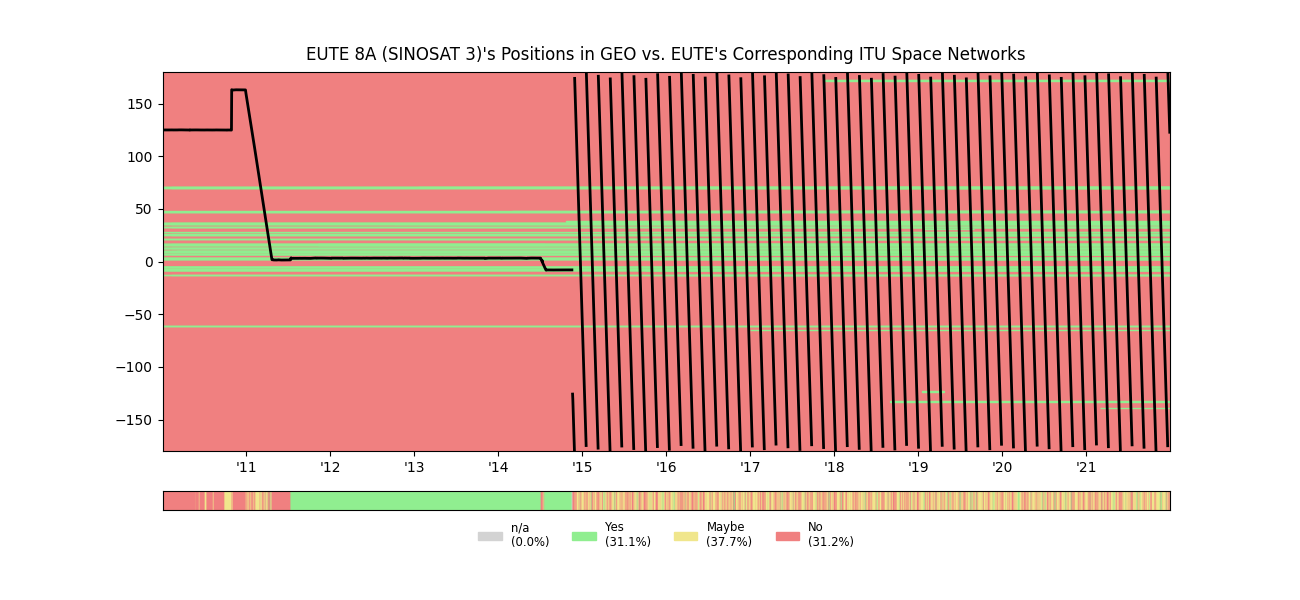 EUTE 8A (SINOSAT 3)'s Positions in GEO vs. EUTE's Corresponding ITU Space Networks
150
100
50
0
−50
−100
−150
'11 '12 '13 '14 '15 '16 '17 '18 '19 '20 '21
n/a Yes Maybe No
(0.0%) (31.1%) (37.7%) (31.2%)